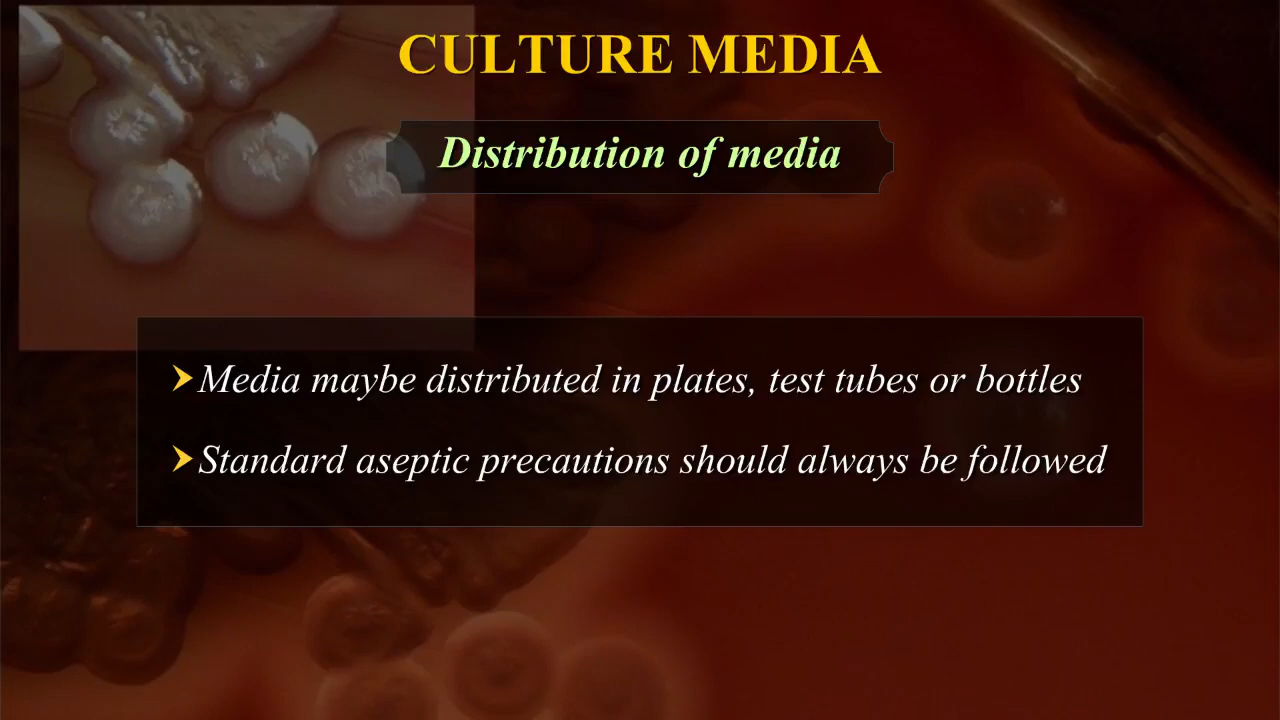 CULTURE MEDIA
Distribution of media
Media maybe distributed in plates, test tubes or bottles
Standard aseptic precautions should always be followed